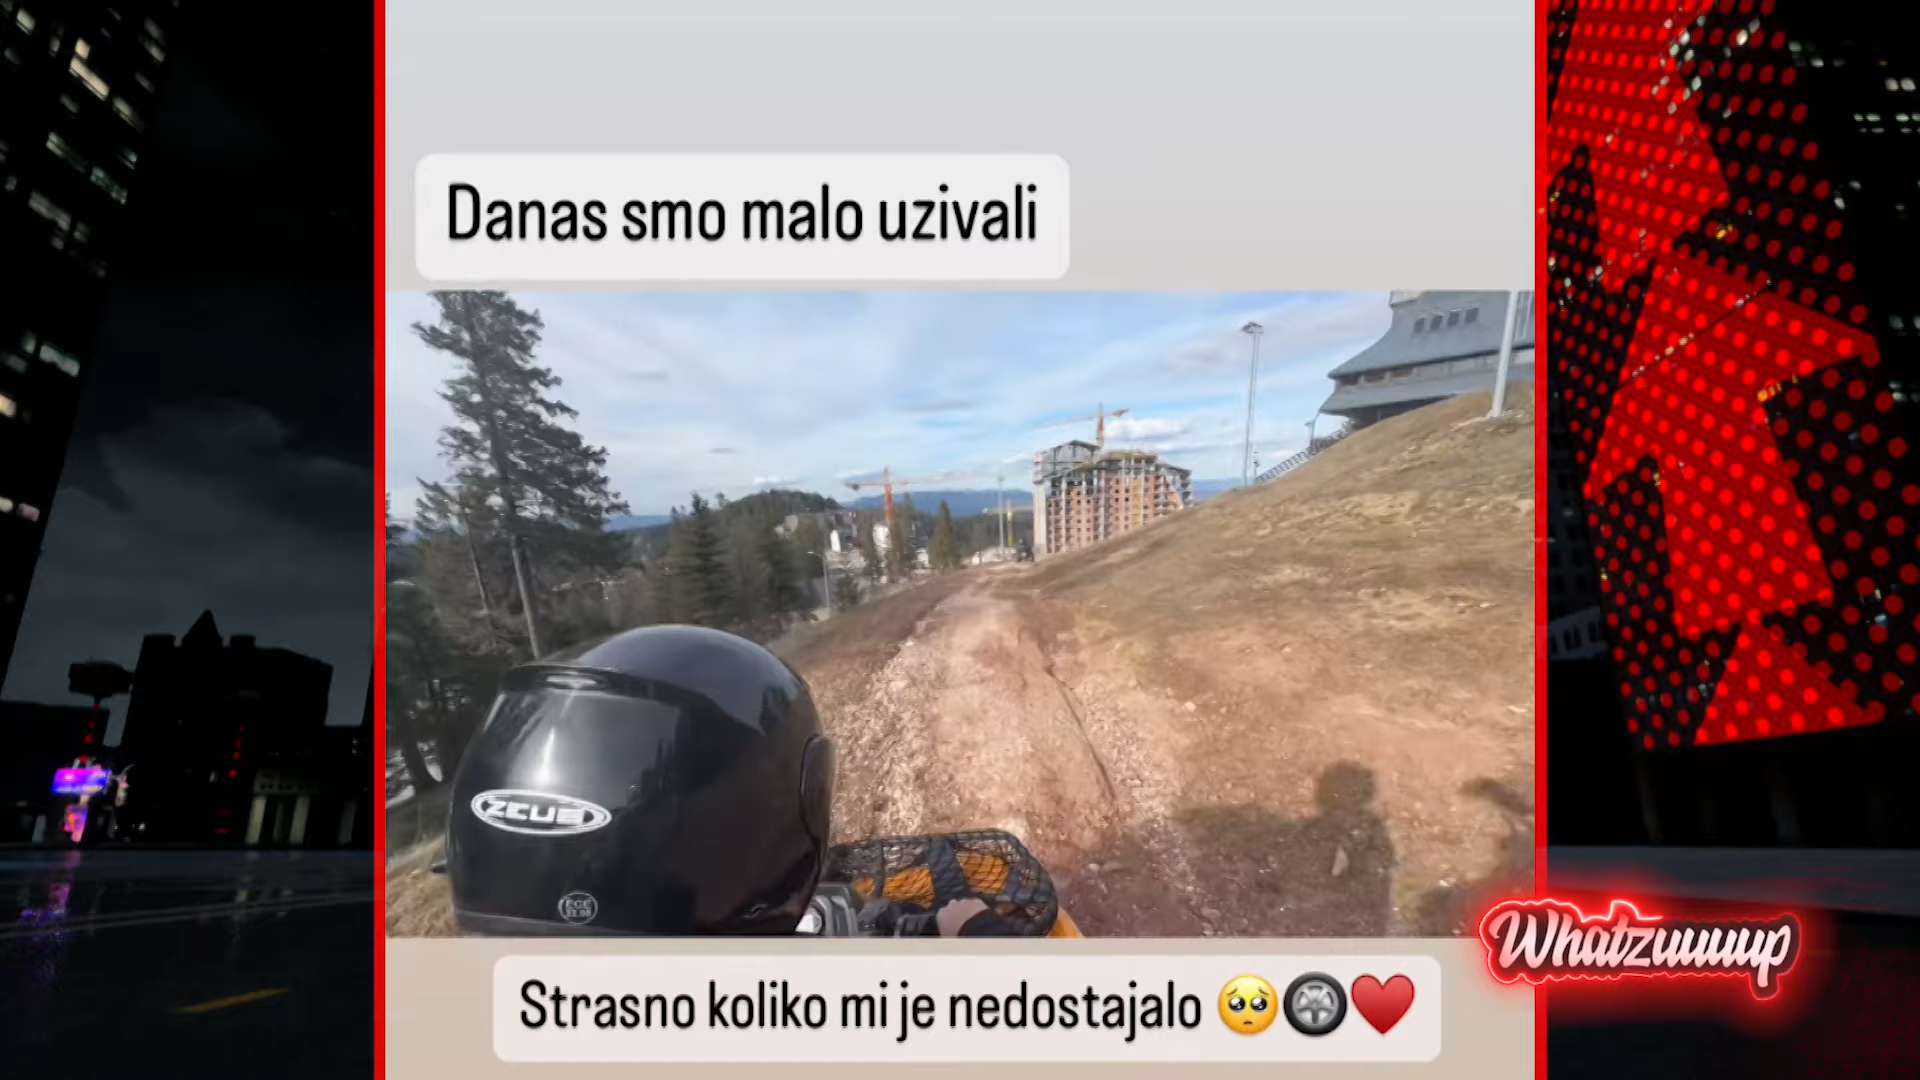 Danas smo malo uzivali
ZEUS
Strasno koliko mi je nedostajalo 🥺🛞♥️
Whatzuuuup